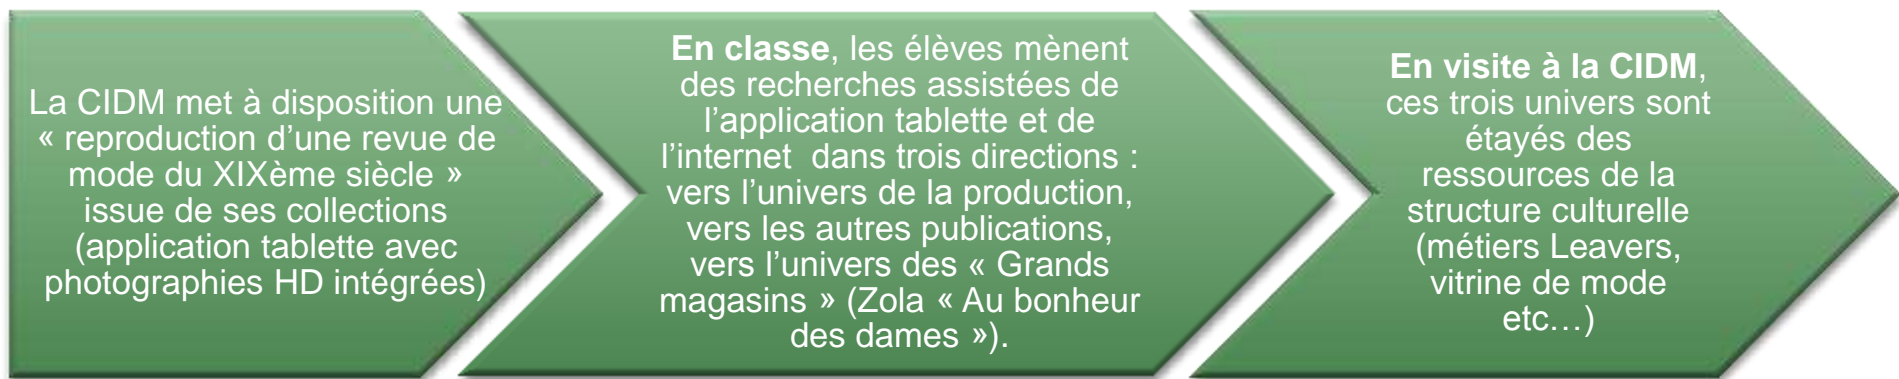 La CIDM met à disposition une
« reproduction d’une revue de
mode du XIXème siècle »
issue de ses collections
(application tablette avec
photographies HD intégrées)
En classe, les élèves mènent
des recherches assistées de
l’application tablette et de
l’internet  dans trois directions :
vers l’univers de la production,
vers les autres publications,
vers l’univers des « Grands
magasins » (Zola « Au bonheur
des dames »).
En visite à la CIDM,
ces trois univers sont
étayés des
ressources de la
structure culturelle
(métiers Leavers,
vitrine de mode
etc…)